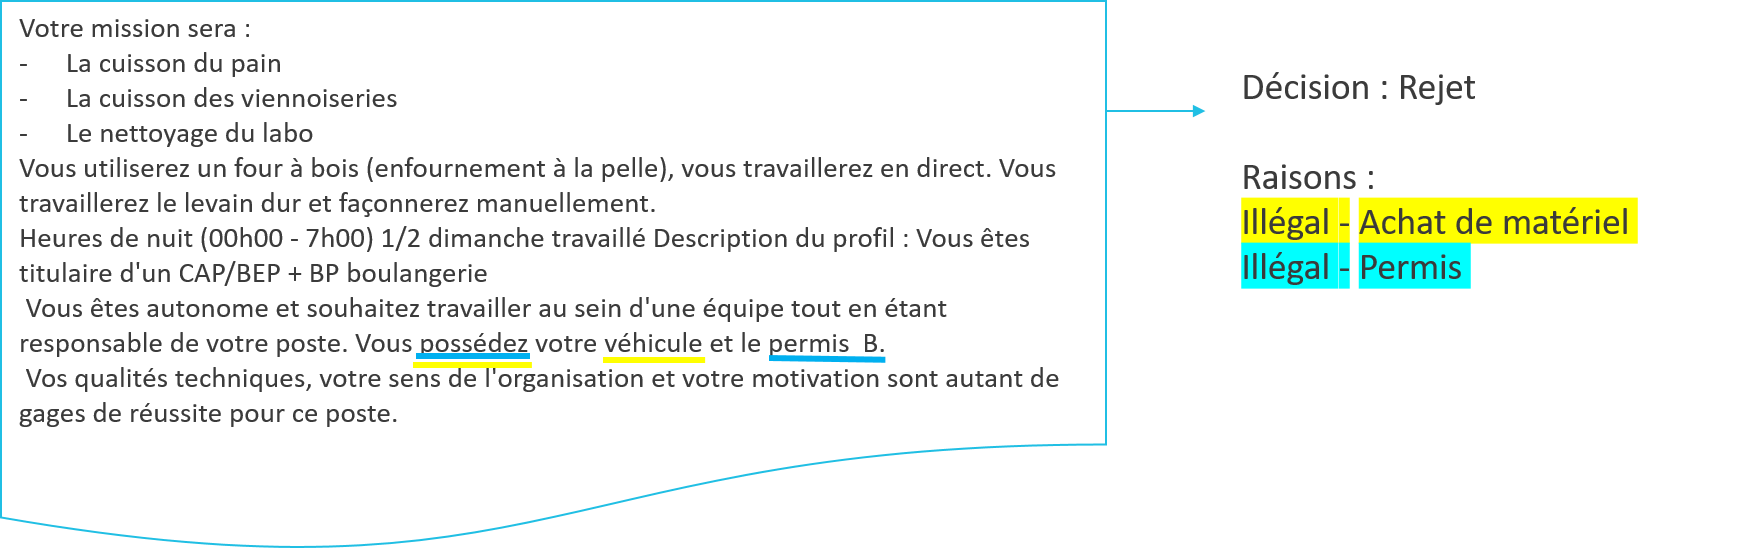 Votre mission sera :
- La cuisson du pain
- La cuisson des viennoiseries
- Le nettoyage du labo
Vous utiliserez un four à bois (enfournement à la pelle), vous travaillerez en direct. Vous
travaillerez le levain dur et façonnerez manuellement.
Heures de nuit (00h00 - 7h00) 1/2 dimanche travaillé Description du profil : Vous êtes
titulaire d'un CAP/BEP + BP boulangerie
Vous êtes autonome et souhaitez travailler au sein d'une équipe tout en étant
responsable de votre poste. Vous possédez votre véhicule et le permis B.
Vos qualités techniques, votre sens de l'organisation et votre motivation sont autant de
gages de réussite pour ce poste.
Décision : Rejet
Raisons :
Illégal - Achat de matériel
Illégal - Permis